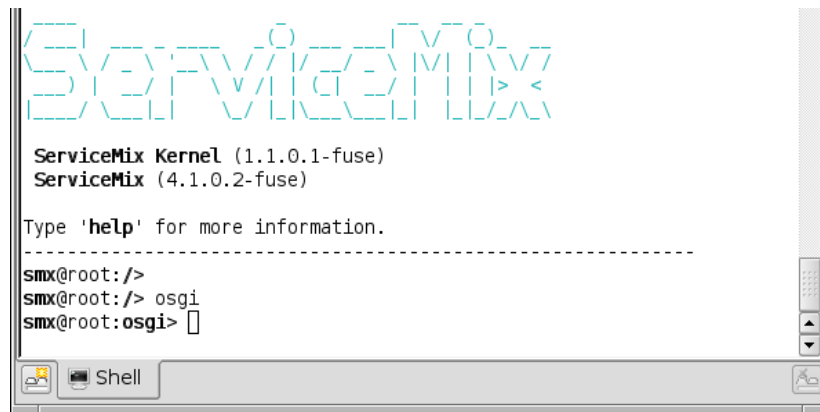 ServiceMix
ServiceMix Kernel (1.1.0.1-fuse)
ServiceMix (4.1.0.2-fuse)
Type 'help' for more information.
--------------------------------------------------------------
smx@root:/>
smx@root:/> osgi
smx@root:osgi>
Shell